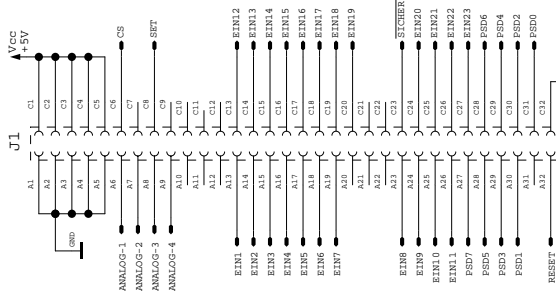 J1
Vcc
+5V
GND
A1
C1
A2
C2
A3
C3
A4
C4
A5
C5
ANALOG-1
A6
C6
CS
ANALOG-2
A7
C7
ANALOG-3
A8
C8
SET
ANALOG-4
A9
C9
A10
C10
A11
C11
A12
C12
EIN1
A13
C13
EIN12
EIN2
A14
C14
EIN13
EIN3
A15
C15
EIN14
EIN4
A16
C16
EIN15
EIN5
A17
C17
EIN16
EIN6
A18
C18
EIN17
EIN7
A19
C19
EIN18
A20
C20
EIN19
A21
C21
A22
C22
EIN8
A23
C23
SICHER
EIN9
A24
C24
EIN20
EIN10
A25
C25
EIN21
EIN11
A26
C26
EIN22
PSD7
A27
C27
EIN23
PSD5
A28
C28
PSD6
PSD3
A29
C29
PSD4
PSD1
A30
C30
PSD2
A31
C31
PSD0
RESET
A32
C32